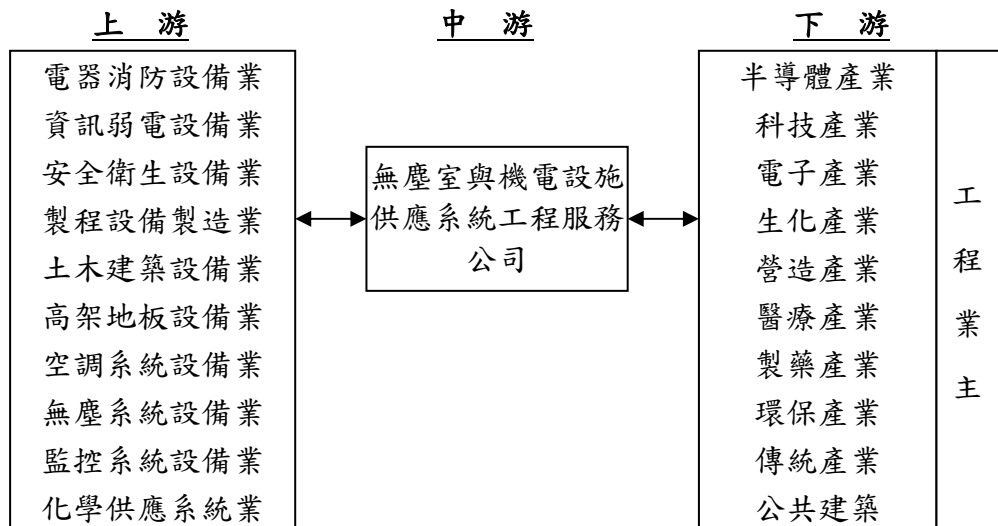 上 游
中 游
下 游
電器消防設備業
資訊弱電設備業
安全衛生設備業
製程設備製造業
土木建築設備業
高架地板設備業
空調系統設備業
無塵系統設備業
監控系統設備業
化學供應系統業
無塵室與機電設施
供應系統工程服務
公司
半導體產業
科技產業
電子產業
生化產業
營造產業
醫療產業
製藥產業
環保產業
傳統產業
公共建築
工
程
業
主